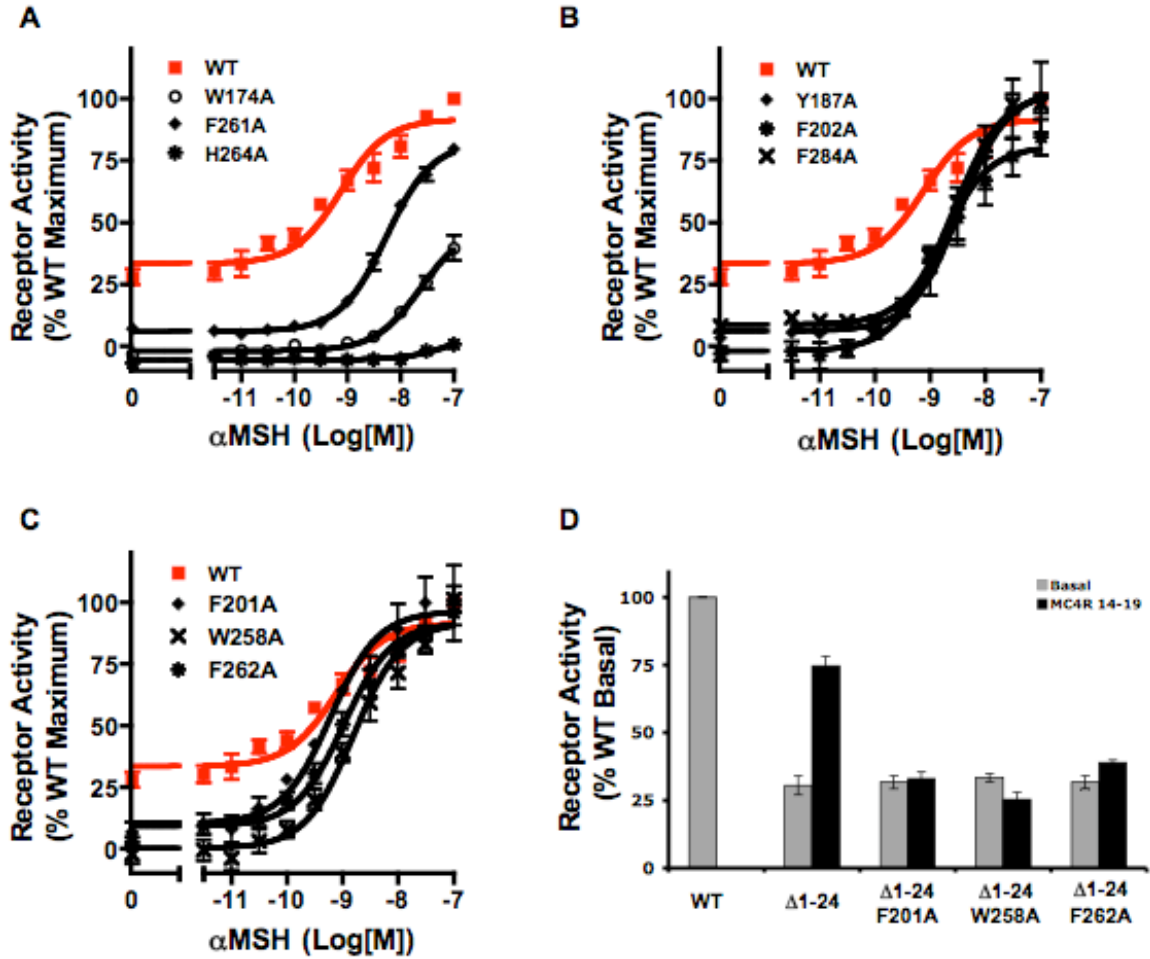 A
Receptor Activity
(% WT Maximum)
100
75
50
25
0
WT
W174A
F261A
H264A
0
-11
-10
-9
-8
-7
αMSH (Log[M])
B
Receptor Activity
(% WT Maximum)
100
75
50
25
0
WT
Y187A
F202A
F284A
0
-11
-10
-9
-8
-7
αMSH (Log[M])
C
Receptor Activity
(% WT Maximum)
100
75
50
25
0
WT
F201A
W258A
F262A
0
-11
-10
-9
-8
-7
αMSH (Log[M])
D
Receptor Activity
(% WT Basal)
100
75
50
25
0
Basal
MC4R 14-19
WT
Δ1-24
Δ1-24
F201A
Δ1-24
W258A
Δ1-24
F262A